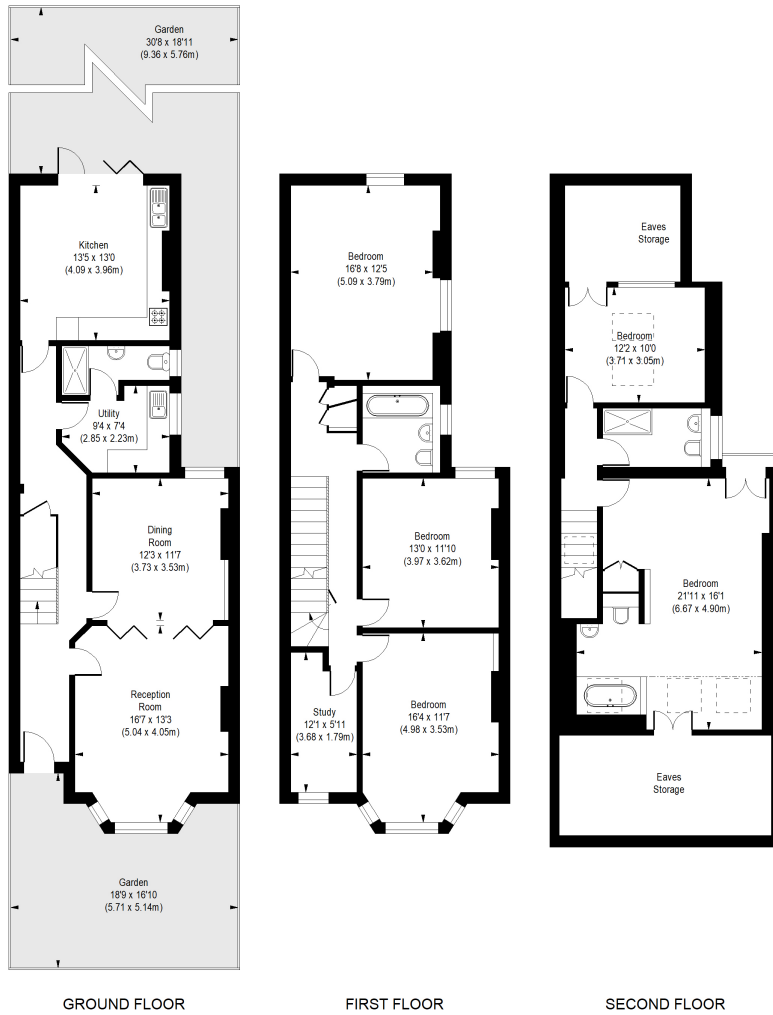 Garden
30'8 x 18'11
(9.36 x 5.76m)
Kitchen
13'5 x 13'0
(4.09 x 3.96m)
Utility
9'4 x 7'4
(2.85 x 2.23m)
Dining
Room
12'3 x 11'7
(3.73 x 3.53m)
Reception
Room
16'7 x 13'3
(5.04 x 4.05m)
Garden
18'9 x 16'10
(5.71 x 5.14m)
GROUND FLOOR
Bedroom
16'8 x 12'5
(5.09 x 3.79m)
Bedroom
13'0 x 11'10
(3.97 x 3.62m)
Study
12'1 x 5'11
(3.68 x 1.79m)
Bedroom
16'4 x 11'7
(4.98 x 3.53m)
FIRST FLOOR
Eaves
Storage
Bedroom
12'2 x 10'0
(3.71 x 3.05m)
Bedroom
21'11 x 16'1
(6.67 x 4.90m)
Eaves
Storage
SECOND FLOOR